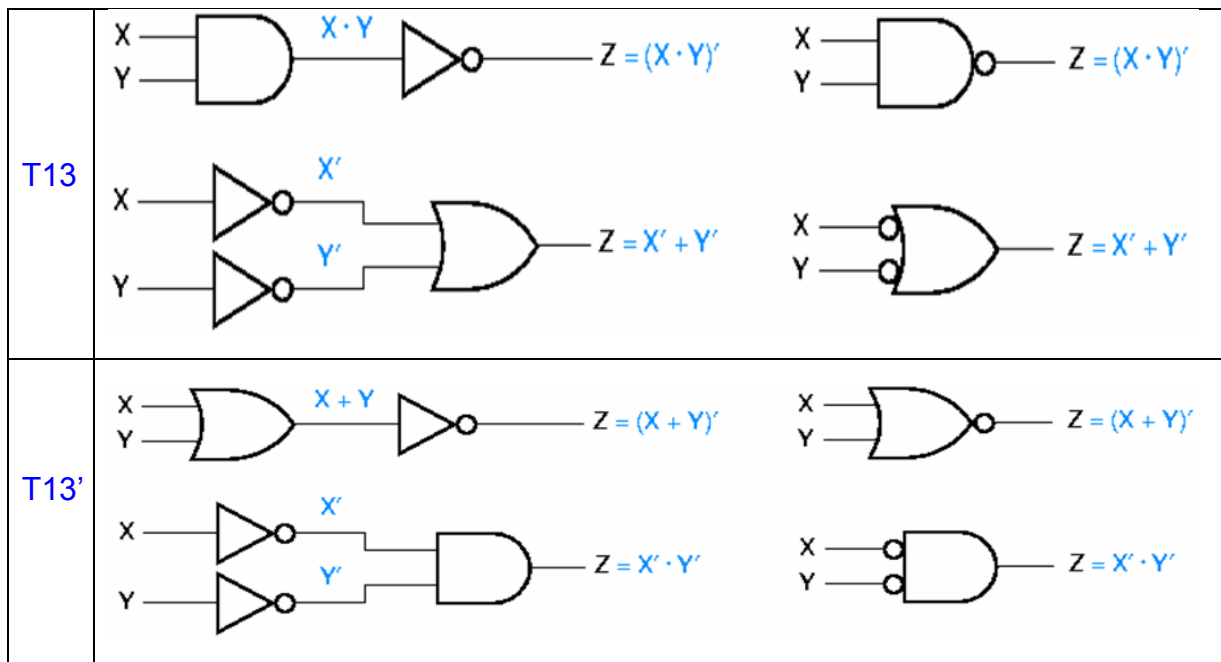 T13
X X · Y Z = (X · Y)′
Y
X Z = (X · Y)′
Y
X X′
Y Y′ Z = X′ + Y′
X Z = X′ + Y′
Y
T13’
X X + Y Z = (X + Y)′
Y
X Z = (X + Y)′
Y
X X′
Y Y′ Z = X′ · Y′
X Z = X′ · Y′
Y